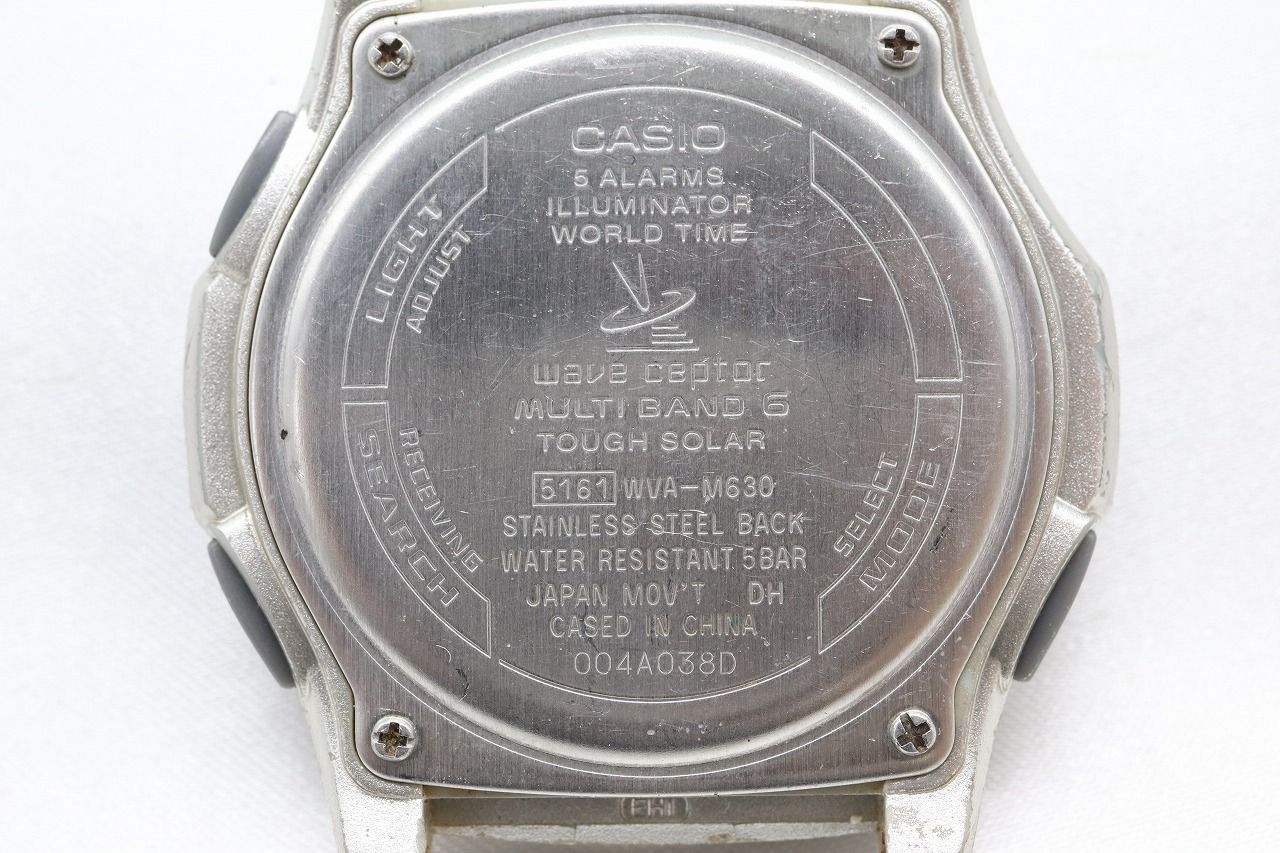 CASIO
5 ALARMS
ILLUMINATOR
WORLD TIME
wave ceptor
MULTI BAND 6
TOUGH SOLAR
5161 WVA-M630
STAINLESS STEEL BACK
WATER RESISTANT 5BAR
JAPAN MOV'T DH
CASED IN CHINA
004A038D
LIGHT
ADJUST
RECEIVING
SEARCH
SELECT
MODE
EH1